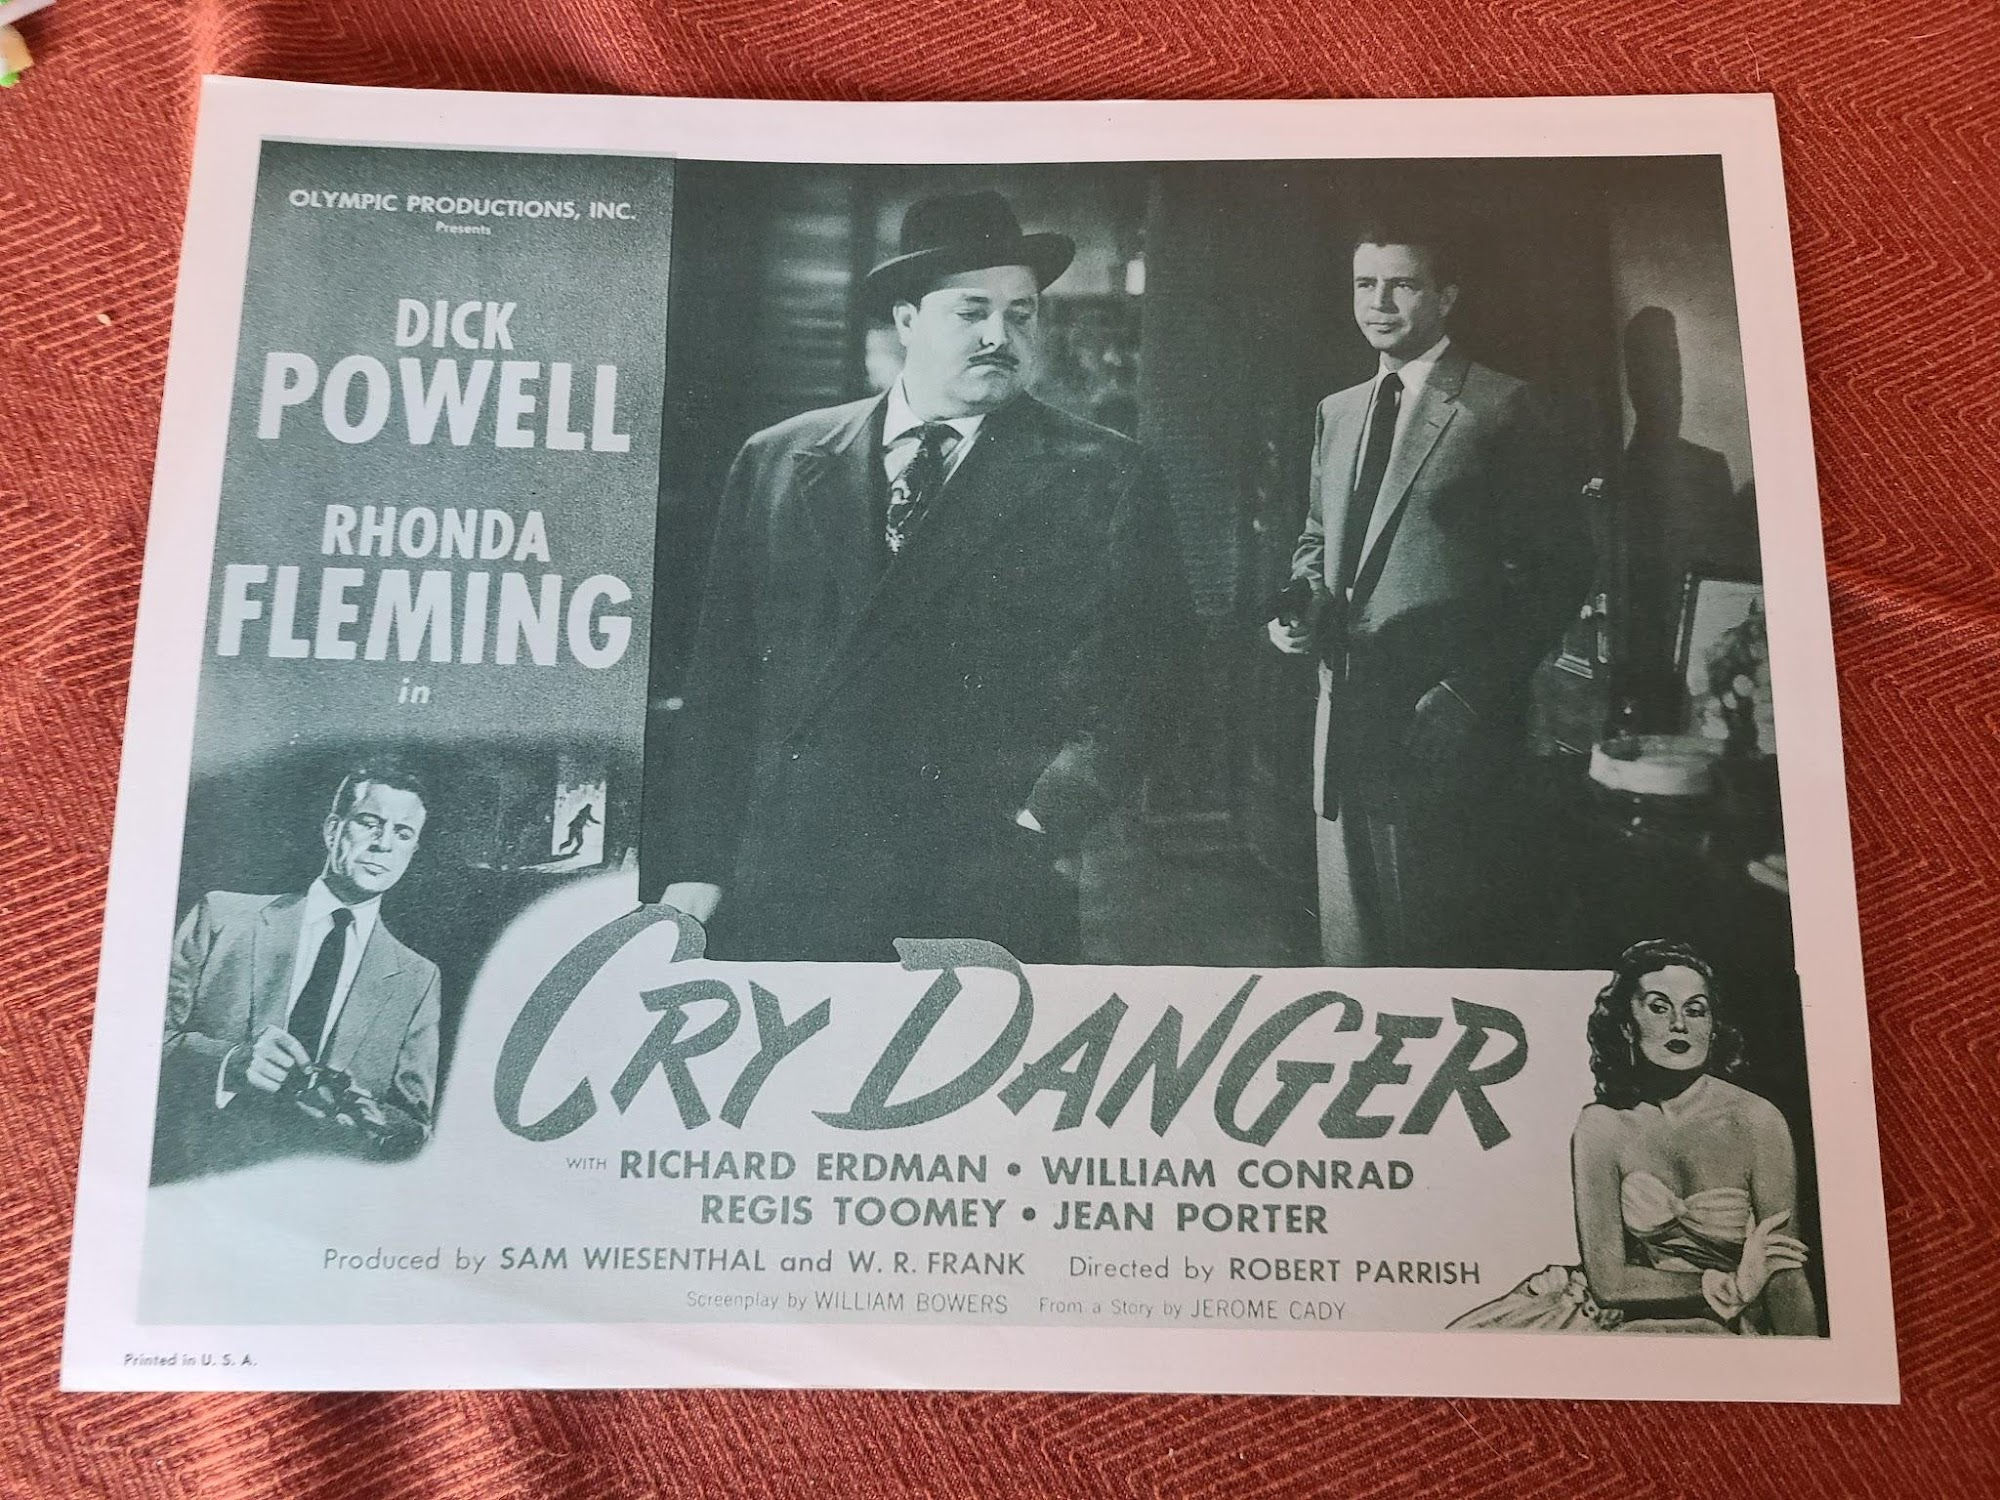 OLYMPIC PRODUCTIONS, INC.
Presents
DICK
POWELL
RHONDA
FLEMING
in
CRY DANGER
WITH RICHARD ERDMAN • WILLIAM CONRAD
REGIS TOOMEY • JEAN PORTER
Produced by SAM WIESENTHAL and W. R. FRANK Directed by ROBERT PARRISH
Screenplay by WILLIAM BOWERS From a Story by JEROME CADY
Printed in U. S. A.